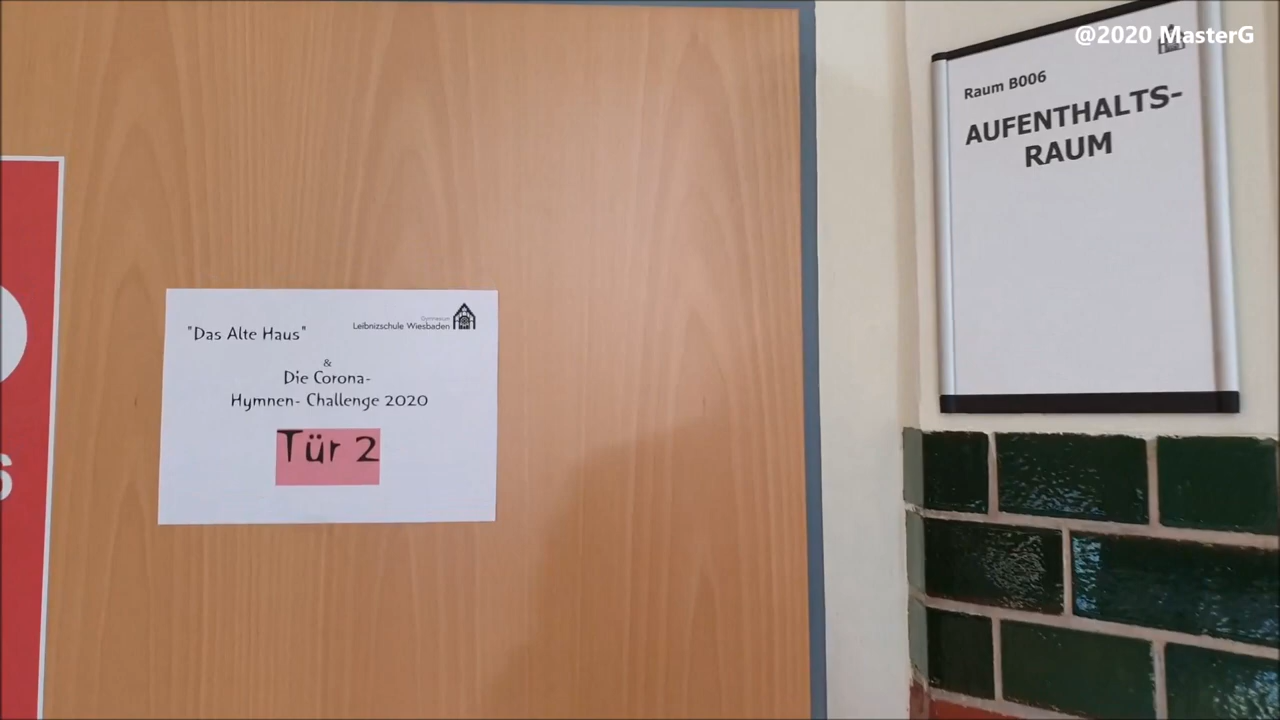 @2020 MasterG
Raum B006
AUFENTHALTS-
RAUM
Gymnasium
Leibnizschule Wiesbaden
"Das Alte Haus"
&
Die Corona-
Hymnen- Challenge 2020
Tür 2
6